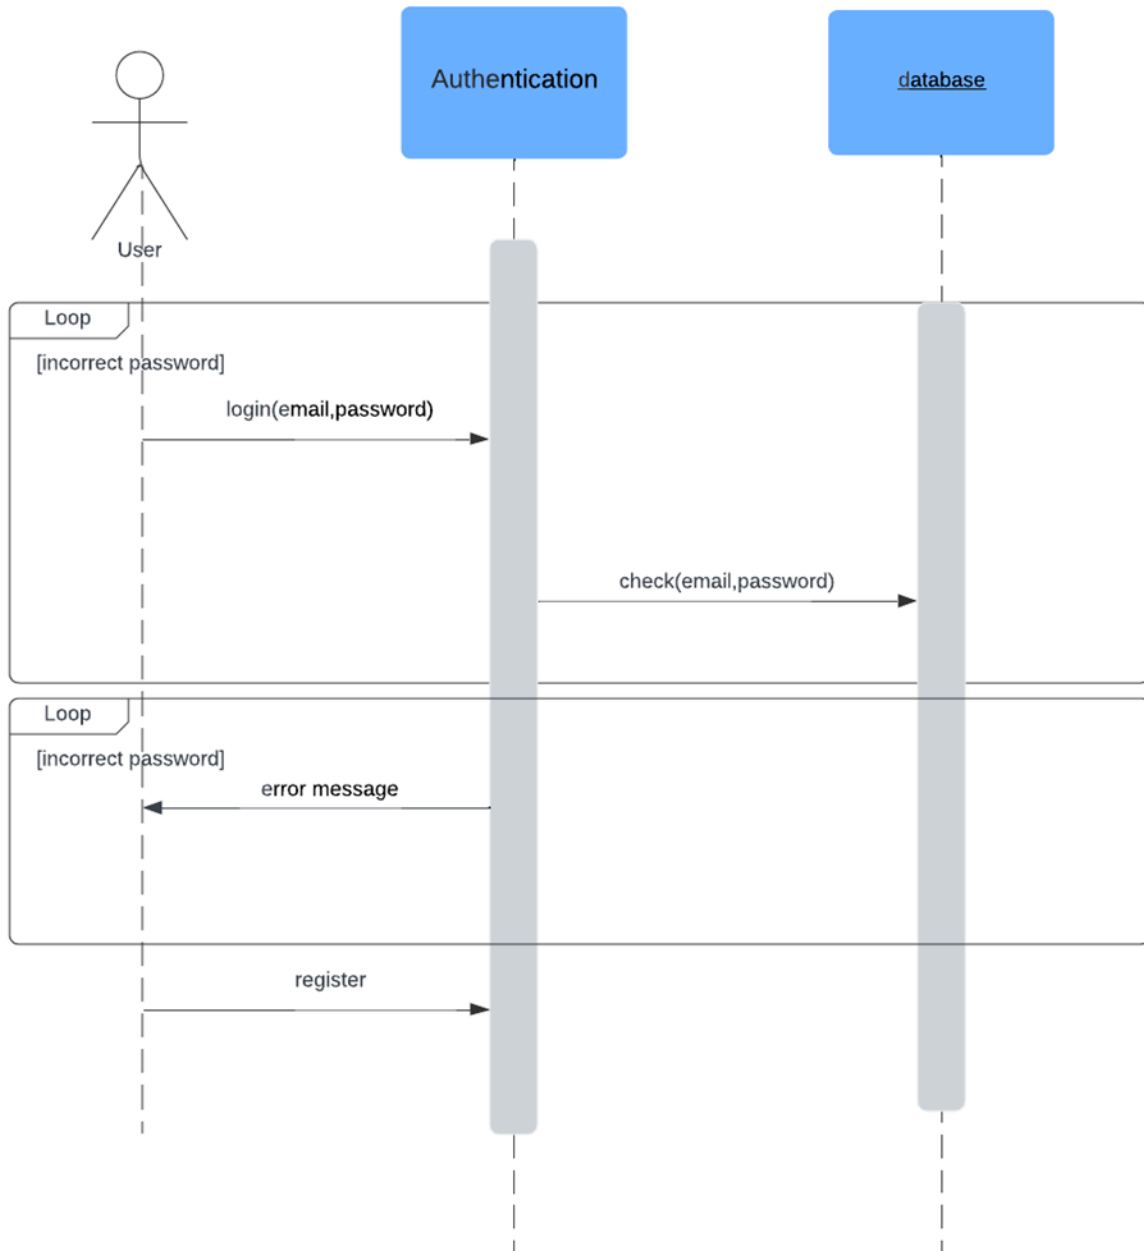 Authentication
database
User
Loop
[incorrect password]
login(email,password)
check(email,password)
Loop
[incorrect password]
error message
register